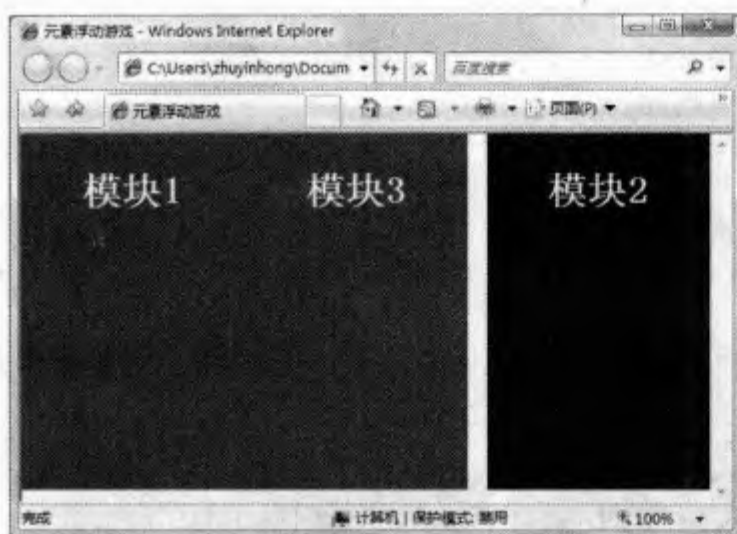 元素浮动游戏 - Windows Internet Explorer
C:\Users\zhuyinhong\Docum 百度搜索
元素浮动游戏 页面(P)
模块1 模块3 模块2
完成 计算机 | 保护模式: 禁用 100%